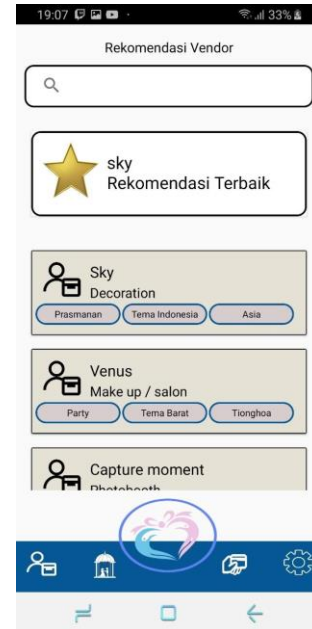 19:07 33%
Rekomendasi Vendor
sky
Rekomendasi Terbaik
Sky
Decoration
Prasmanan Tema Indonesia Asia
Venus
Make up / salon
Party Tema Barat Tionghoa
Capture moment
Photobooth